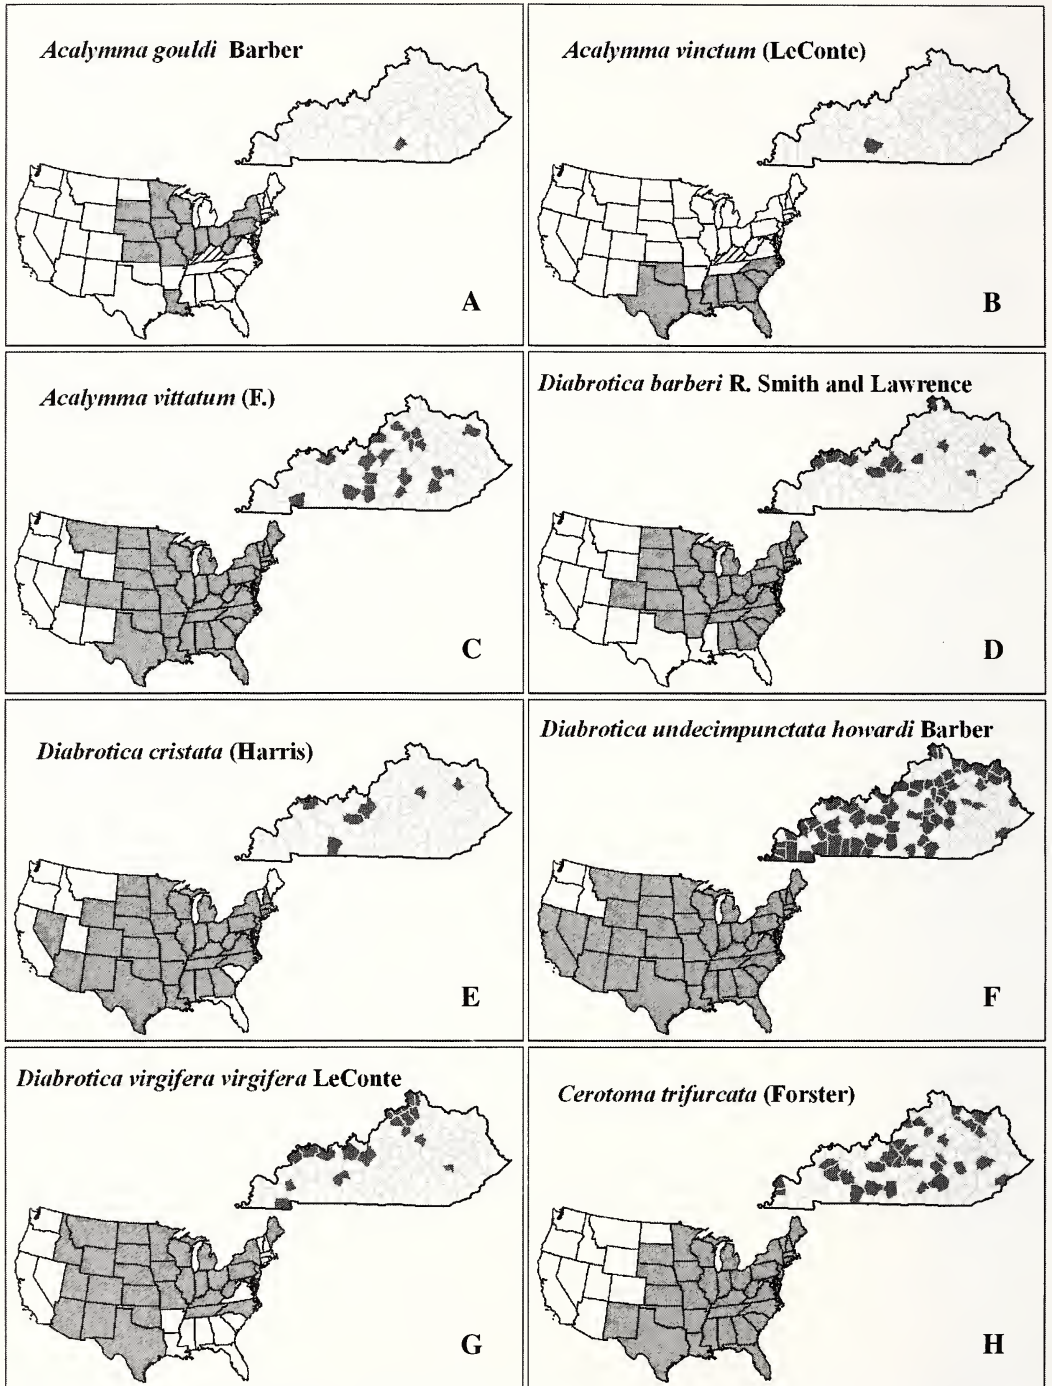 Acalymma gouldi Barber
A
Acalymma vinctum (LeConte)
B
Acalymma vittatum (F.)
C
Diabrotica barberi R. Smith and Lawrence
D
Diabrotica cristata (Harris)
E
Diabrotica undecimpunctata howardi Barber
F
Diabrotica virgifera virgifera LeConte
G
Cerotoma trifurcata (Forster)
H